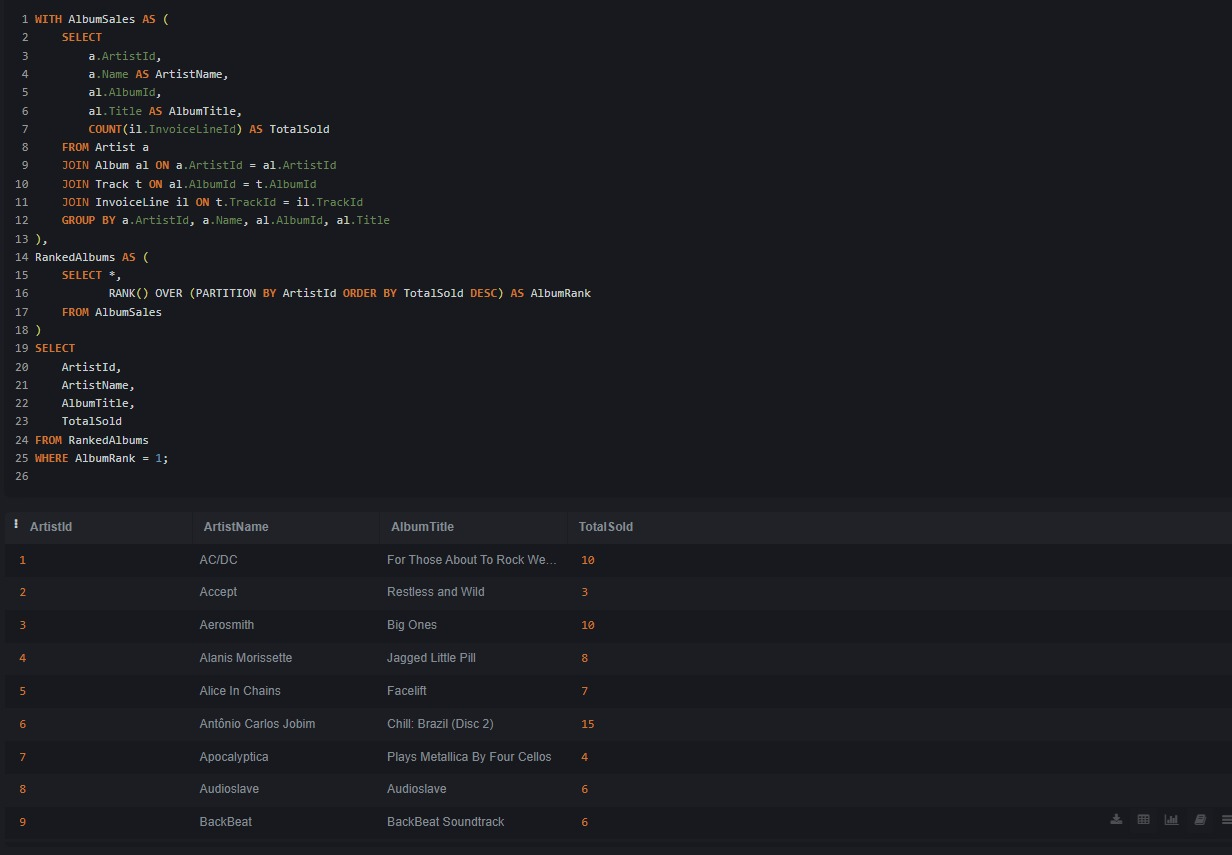 1 WITH AlbumSales AS (
2     SELECT
3         a.ArtistId,
4         a.Name AS ArtistName,
5         al.AlbumId,
6         al.Title AS AlbumTitle,
7         COUNT(il.InvoiceLineId) AS TotalSold
8     FROM Artist a
9     JOIN Album al ON a.ArtistId = al.ArtistId
10     JOIN Track t ON al.AlbumId = t.AlbumId
11     JOIN InvoiceLine il ON t.TrackId = il.TrackId
12     GROUP BY a.ArtistId, a.Name, al.AlbumId, al.Title
13 ),
14 RankedAlbums AS (
15     SELECT *,
16            RANK() OVER (PARTITION BY ArtistId ORDER BY TotalSold DESC) AS AlbumRank
17     FROM AlbumSales
18 )
19 SELECT
20     ArtistId,
21     ArtistName,
22     AlbumTitle,
23     TotalSold
24 FROM RankedAlbums
25 WHERE AlbumRank = 1;
26
ArtistId ArtistName AlbumTitle TotalSold
1 AC/DC For Those About To Rock We... 10
2 Accept Restless and Wild 3
3 Aerosmith Big Ones 10
4 Alanis Morissette Jagged Little Pill 8
5 Alice In Chains Facelift 7
6 Antônio Carlos Jobim Chill: Brazil (Disc 2) 15
7 Apocalyptica Plays Metallica By Four Cellos 4
8 Audioslave Audioslave 6
9 BackBeat BackBeat Soundtrack 6